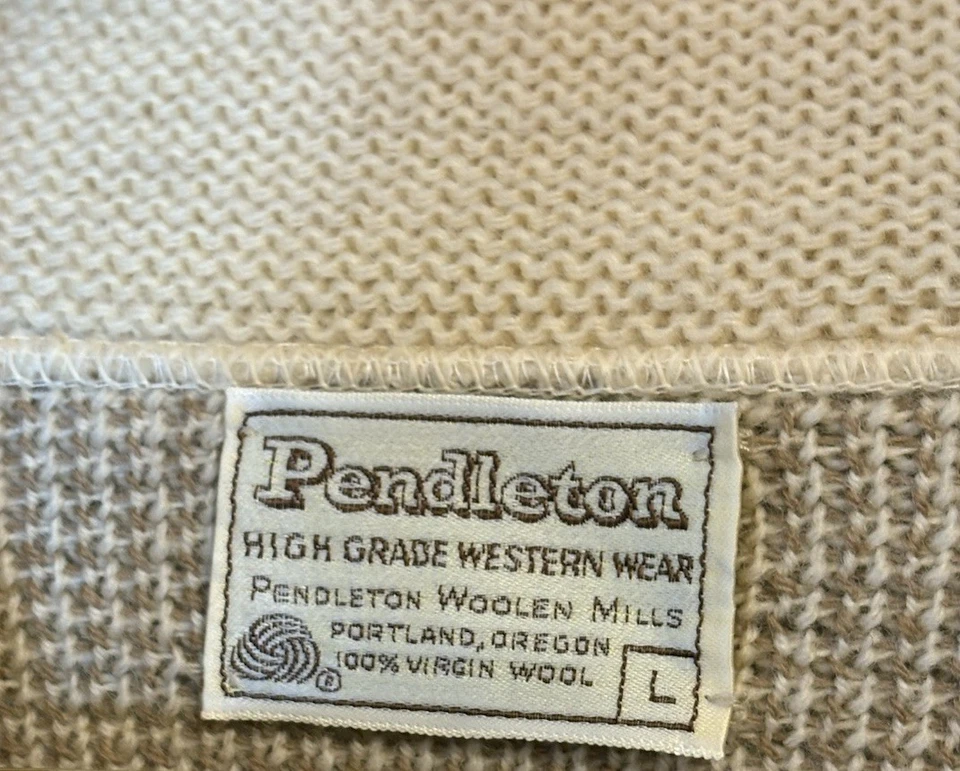 Pendleton
HIGH GRADE WESTERN WEAR
PENDLETON WOOLEN MILLS
PORTLAND, OREGON
100% VIRGIN WOOL
®
L